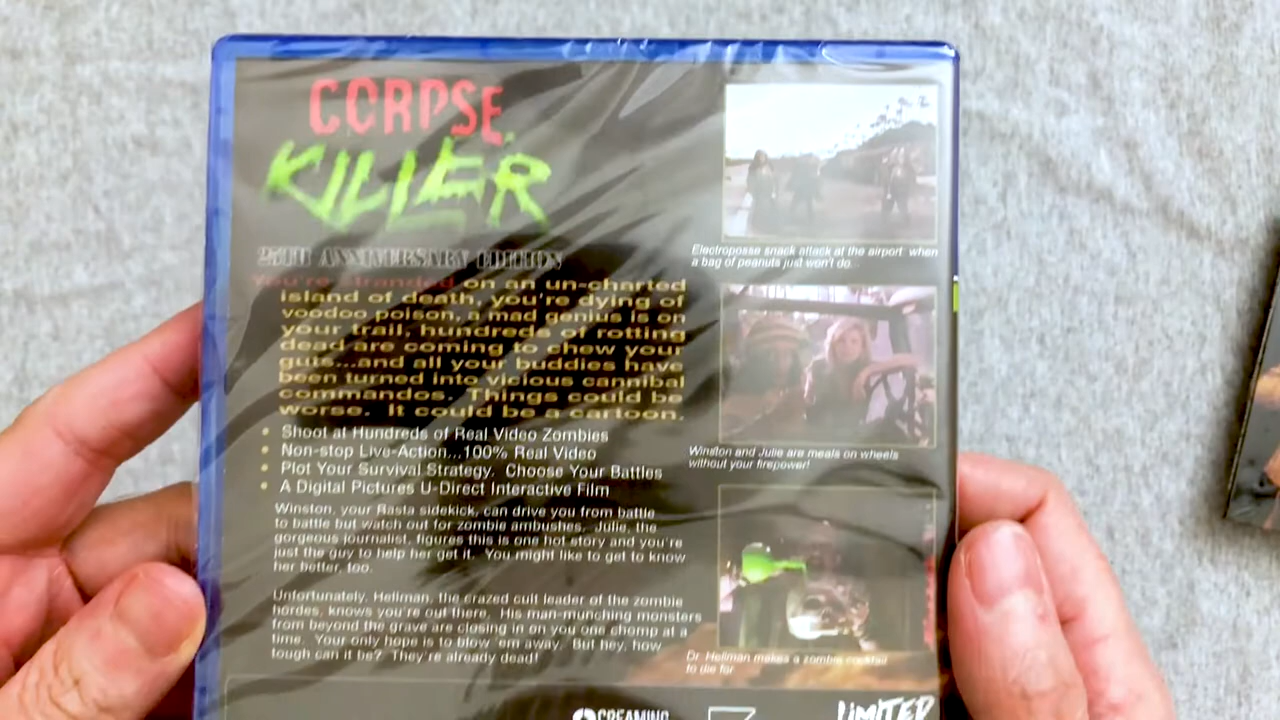 CORPSE
KILLER
25TH ANNIVERSARY EDITION
You're stranded on an un-charted
island of death, you're dying of
voodoo poison, a mad genius is on
your trail, hundreds of rotting
dead are coming to chew your
guts...and all your buddies have
been turned into vicious cannibal
commandos. Things could be
worse. It could be a cartoon.
• Shoot at Hundreds of Real Video Zombies
• Non-stop Live-Action...100% Real Video
• Plot Your Survival Strategy, Choose Your Battles
• A Digital Pictures U-Direct Interactive Film
Winston, your Rasta sidekick, can drive you from battle
to battle but watch out for zombie ambushes. Julie, the
gorgeous journalist, figures this is one hot story and you're
just the guy to help her get it. You might like to get to know
her better, too.
Unfortunately, Hellman, the crazed cult leader of the zombie
hordes, knows you're out there. His man-munching monsters
from beyond the grave are closing in on you one chomp at a
time. Your only hope is to blow 'em away. But hey, how
tough can it be? They're already dead!
Electroposse snack attack at the airport when
a bag of peanuts just won't do...
Winston and Julie are meals on wheels
without your firepower!
Dr. Hellman makes a zombie cocktail
to die for
SCREAMING
LIMITED